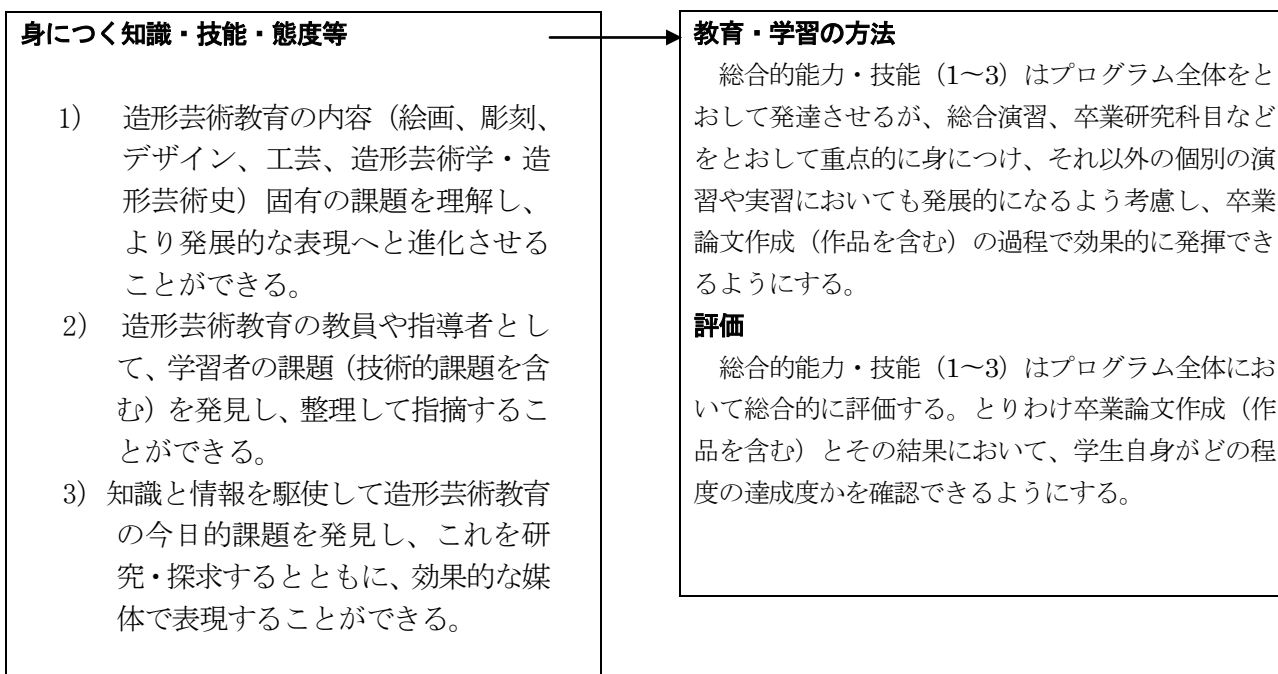 身につく知識・技能・態度等
1) 造形芸術教育の内容（絵画、彫刻、
デザイン、工芸、造形芸術学・造
形芸術史）固有の課題を理解し、
より発展的な表現へと進化させる
ことができる。
2) 造形芸術教育の教員や指導者とし
て、学習者の課題（技術的課題を含
む）を発見し、整理して指摘するこ
とができる。
3) 知識と情報を駆使して造形芸術教育
の今日的課題を発見し、これを研
究・探求するとともに、効果的な媒
体で表現することができる。
教育・学習の方法
総合的能力・技能（1～3）はプログラム全体をと
おして発達させるが、総合演習、卒業研究科目など
をとおして重点的に身につけ、それ以外の個別の演
習や実習においても発展的になるよう考慮し、卒業
論文作成（作品を含む）の過程で効果的に発揮でき
るようにする。
評価
総合的能力・技能（1～3）はプログラム全体にお
いて総合的に評価する。とりわけ卒業論文作成（作
品を含む）とその結果において、学生自身がどの程
度の達成度かを確認できるようにする。